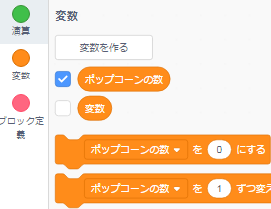 演算
変数
ブロック定
義
変数
変数を作る
ポップコーンの数
変数
ポップコーンの数 を 0 にする
ポップコーンの数 を 1 ずつ変え